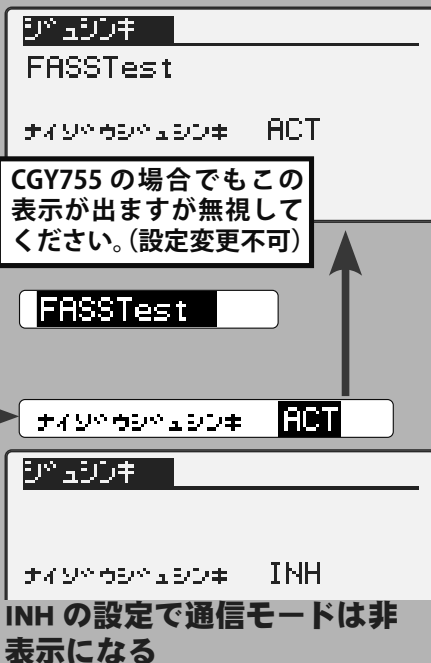 ジュシンキ
FASSTest
ナイゾウジュシンキ ACT
CGY755 の場合でもこの
表示が出ますが無視して
ください。（設定変更不可）
FASSTest
ナイゾウジュシンキ ACT
ジュシンキ
ナイゾウジュシンキ INH
INH の設定で通信モードは非
表示になる